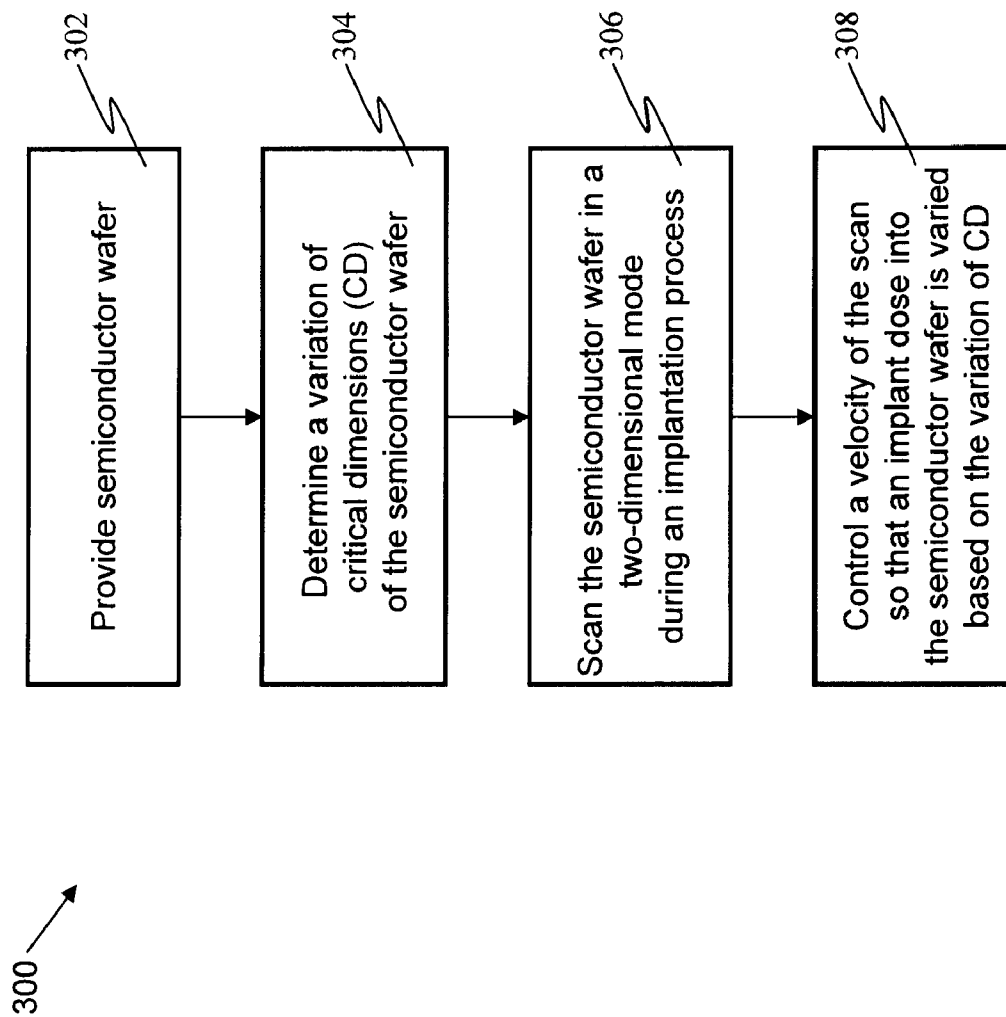 300
Provide semiconductor wafer
302
Determine a variation of
critical dimensions (CD)
of the semiconductor wafer
304
Scan the semiconductor wafer in a
two-dimensional mode
during an implantation process
306
Control a velocity of the scan
so that an implant dose into
the semiconductor wafer is varied
based on the variation of CD
308